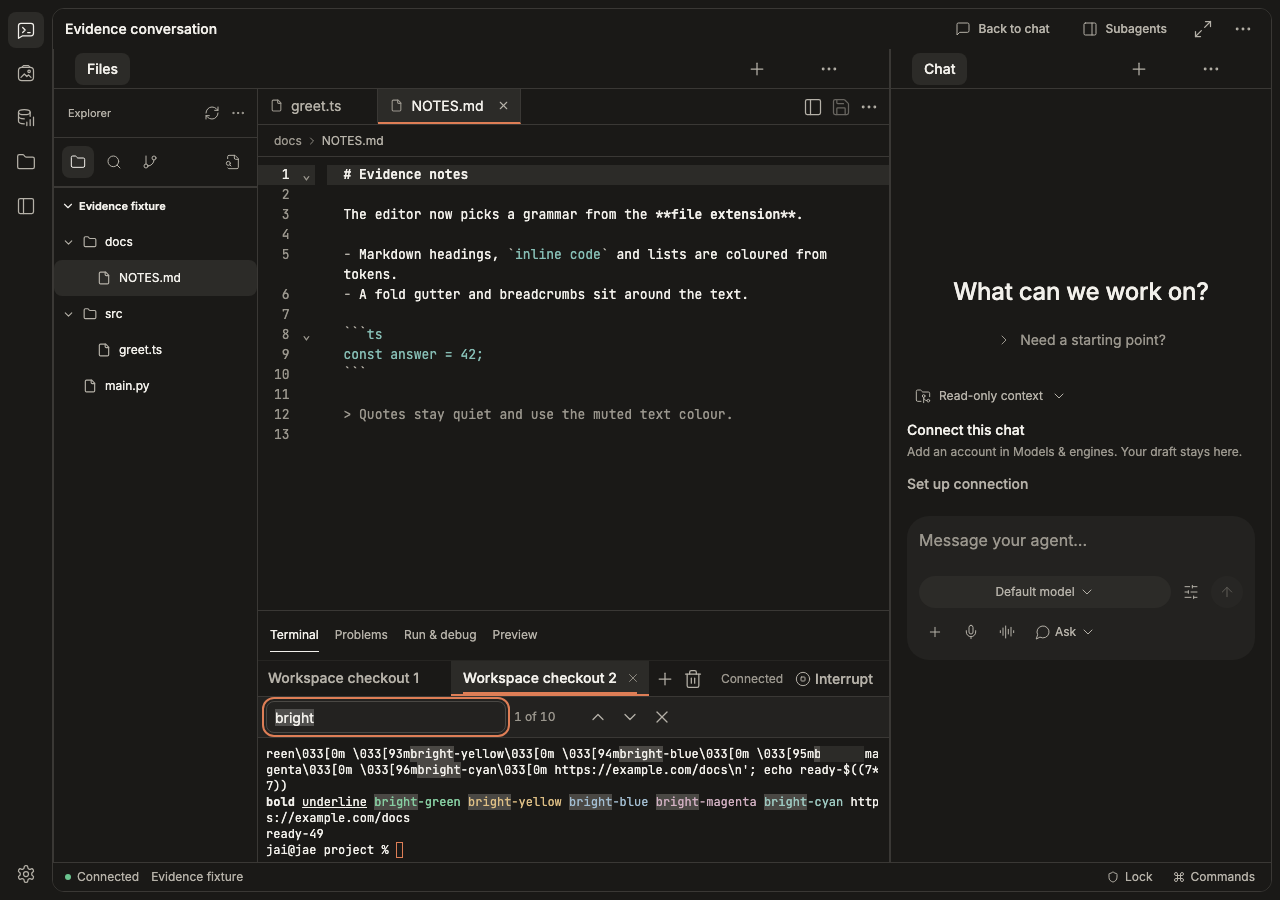 Evidence conversation
Back to chat
Subagents
Files
Chat
Explorer
greet.ts
NOTES.md
docs > NOTES.md
Evidence fixture
docs
NOTES.md
src
greet.ts
main.py
1 # Evidence notes
2
3 The editor now picks a grammar from the **file extension**.
4
5 - Markdown headings, `inline code` and lists are coloured from
tokens.
6 - A fold gutter and breadcrumbs sit around the text.
7
8 ```ts
9 const answer = 42;
10 ```
11
12 > Quotes stay quiet and use the muted text colour.
13
Terminal Problems Run & debug Preview
Workspace checkout 1
Workspace checkout 2
Connected
Interrupt
bright
1 of 10
reen\033[0m \033[93mbright-yellow\033[0m \033[94mbright-blue\033[0m \033[95mb ma
genta\033[0m \033[96mbright-cyan\033[0m https://example.com/docs\n'; echo ready-$((7*
7))
bold underline bright-green bright-yellow bright-blue bright-magenta bright-cyan http
s://example.com/docs
ready-49
jai@jae project %
What can we work on?
Need a starting point?
Read-only context
Connect this chat
Add an account in Models & engines. Your draft stays here.
Set up connection
Message your agent...
Default model
Ask
Connected
Evidence fixture
Lock
⌘ Commands